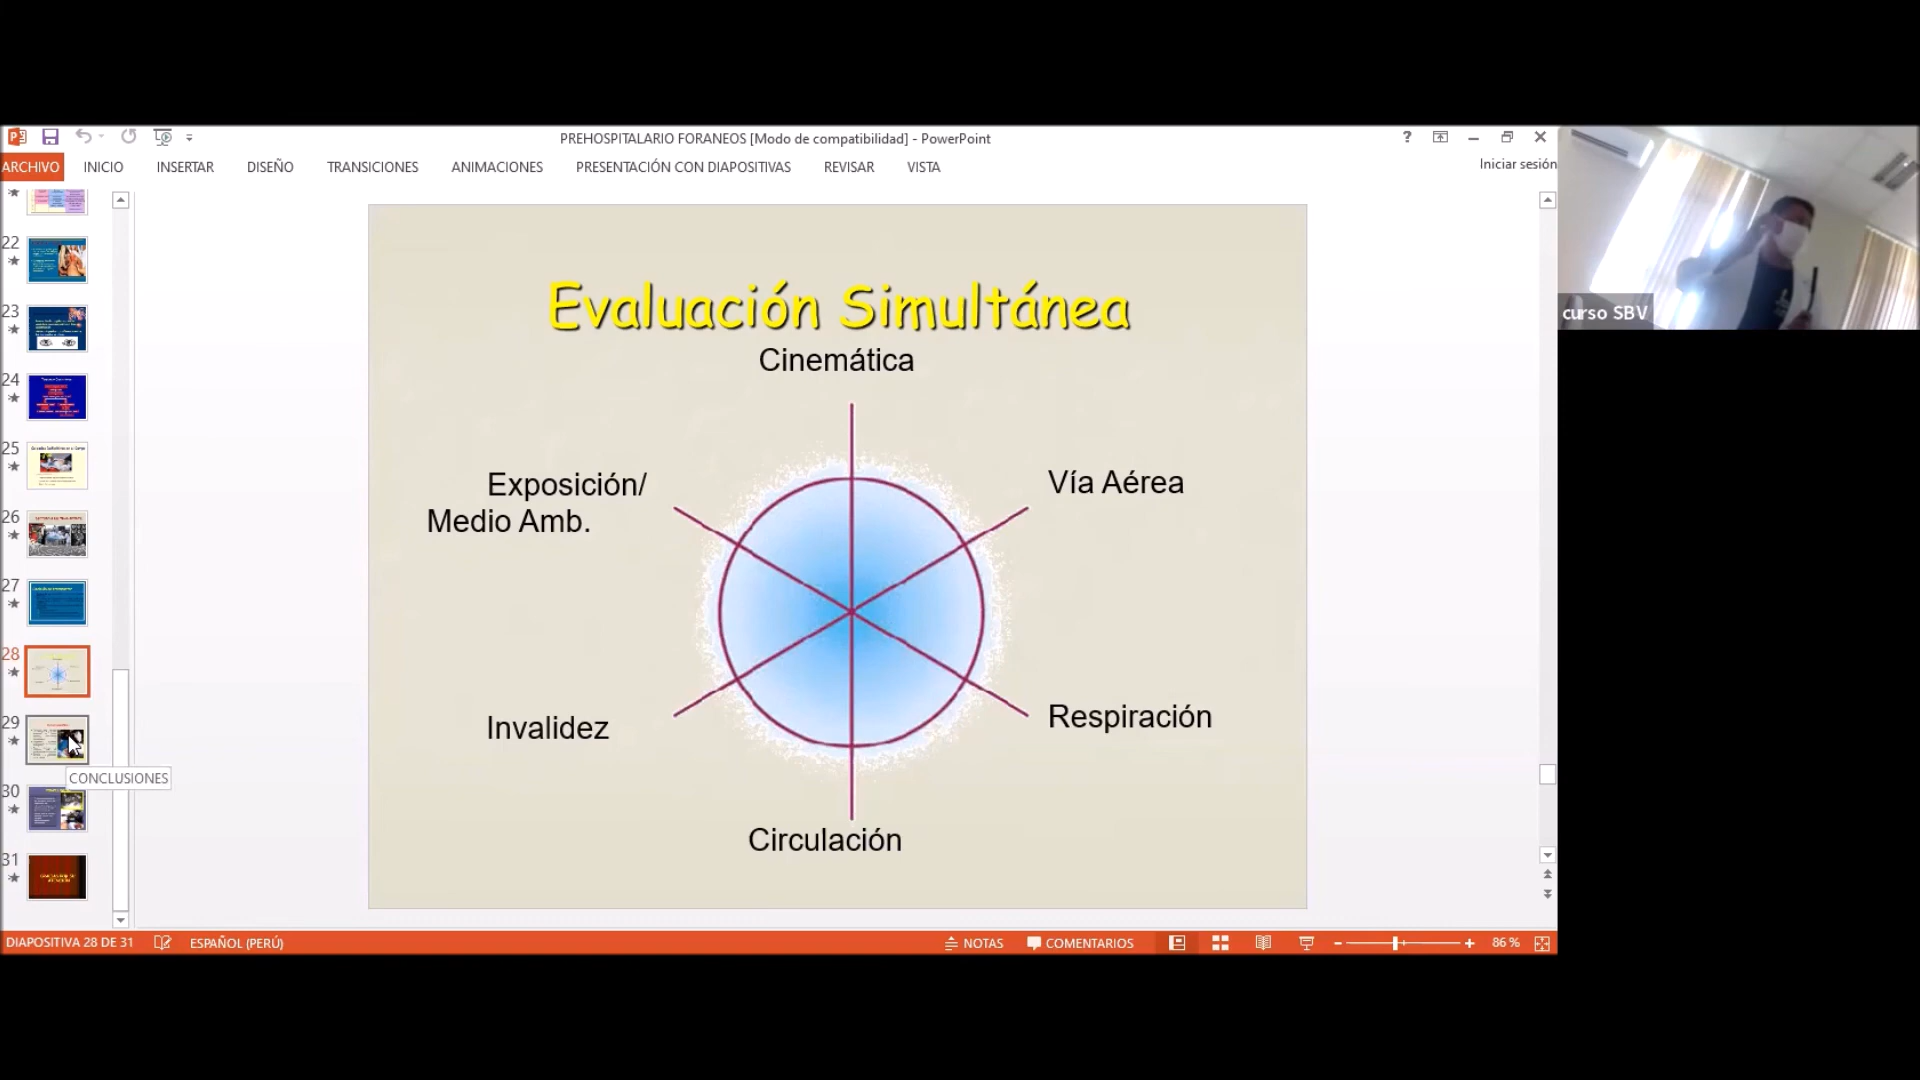 PREHOSPITALARIO FORANEOS [Modo de compatibilidad] - PowerPoint
?
ARCHIVO INICIO INSERTAR DISEÑO TRANSICIONES ANIMACIONES PRESENTACIÓN CON DIAPOSITIVAS REVISAR VISTA
Iniciar sesión
22
23
24
25
26
27
28
29
CONCLUSIONES
30
31
Evaluación Simultánea
Cinemática
Exposición/
Medio Amb.
Vía Aérea
Invalidez
Respiración
Circulación
curso SBV
DIAPOSITIVA 28 DE 31 ESPAÑOL (PERÚ) NOTAS COMENTARIOS 86 %